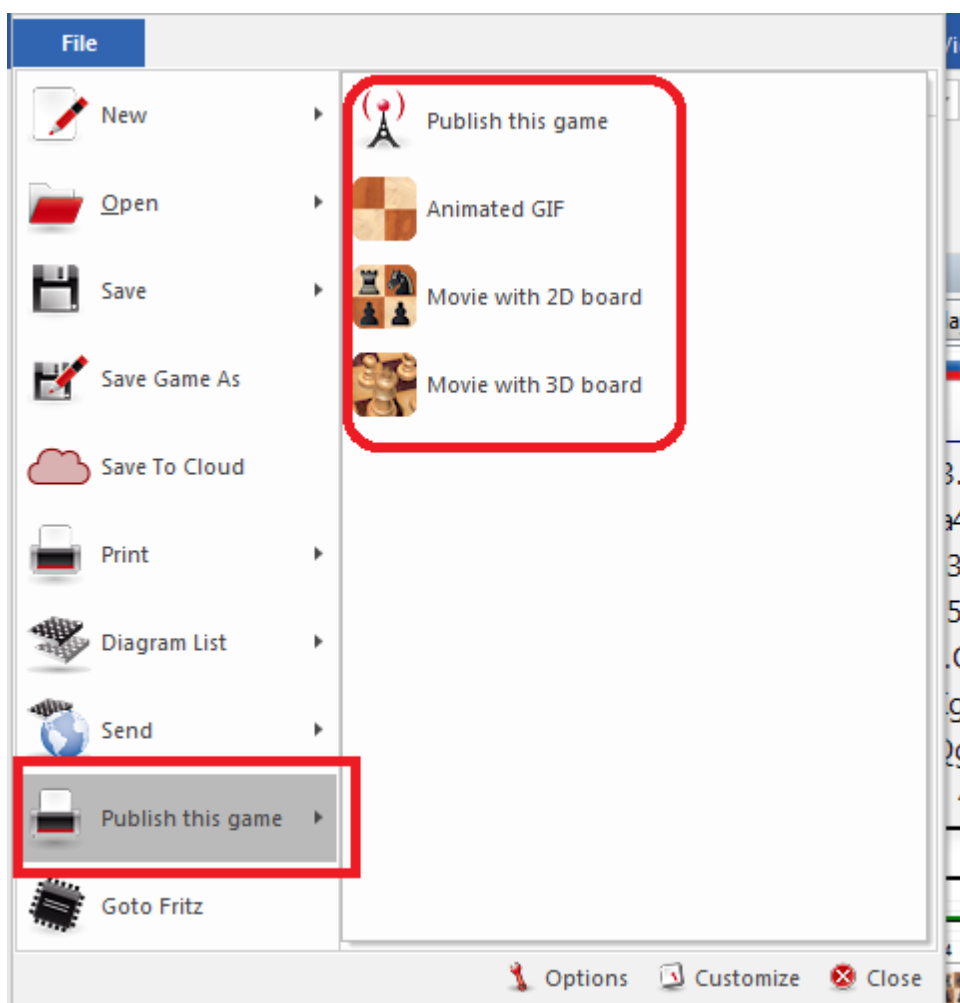 File
New
Open
Save
Save Game As
Save To Cloud
Print
Diagram List
Send
Publish this game
Goto Fritz
Publish this game
Animated GIF
Movie with 2D board
Movie with 3D board
Options
Customize
Close